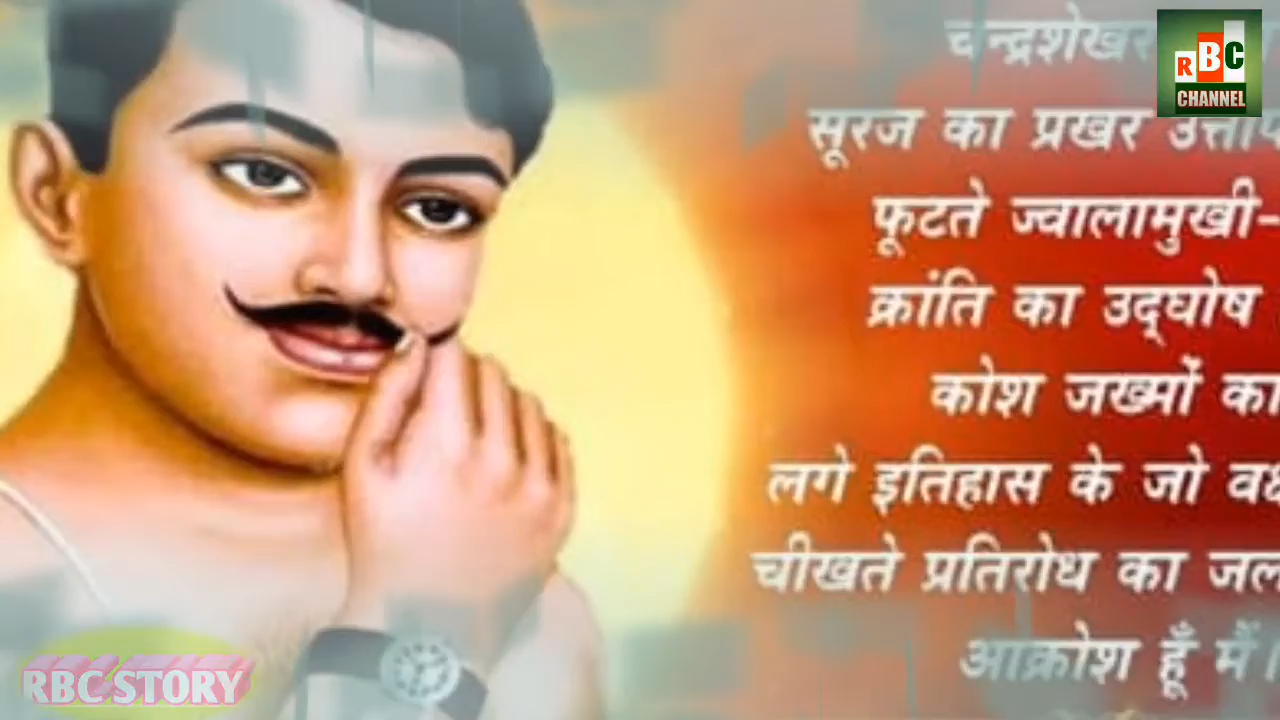 चन्द्रशेखर
RBC
CHANNEL
सूरज का प्रखर
फूटते ज्वालामुखी-
क्रांति का उद्घोष
कोश जख्मों का
लगे इतिहास के जो
चीखते प्रतिरोध का
आक्रोश हूँ मैं।
RBC STORY